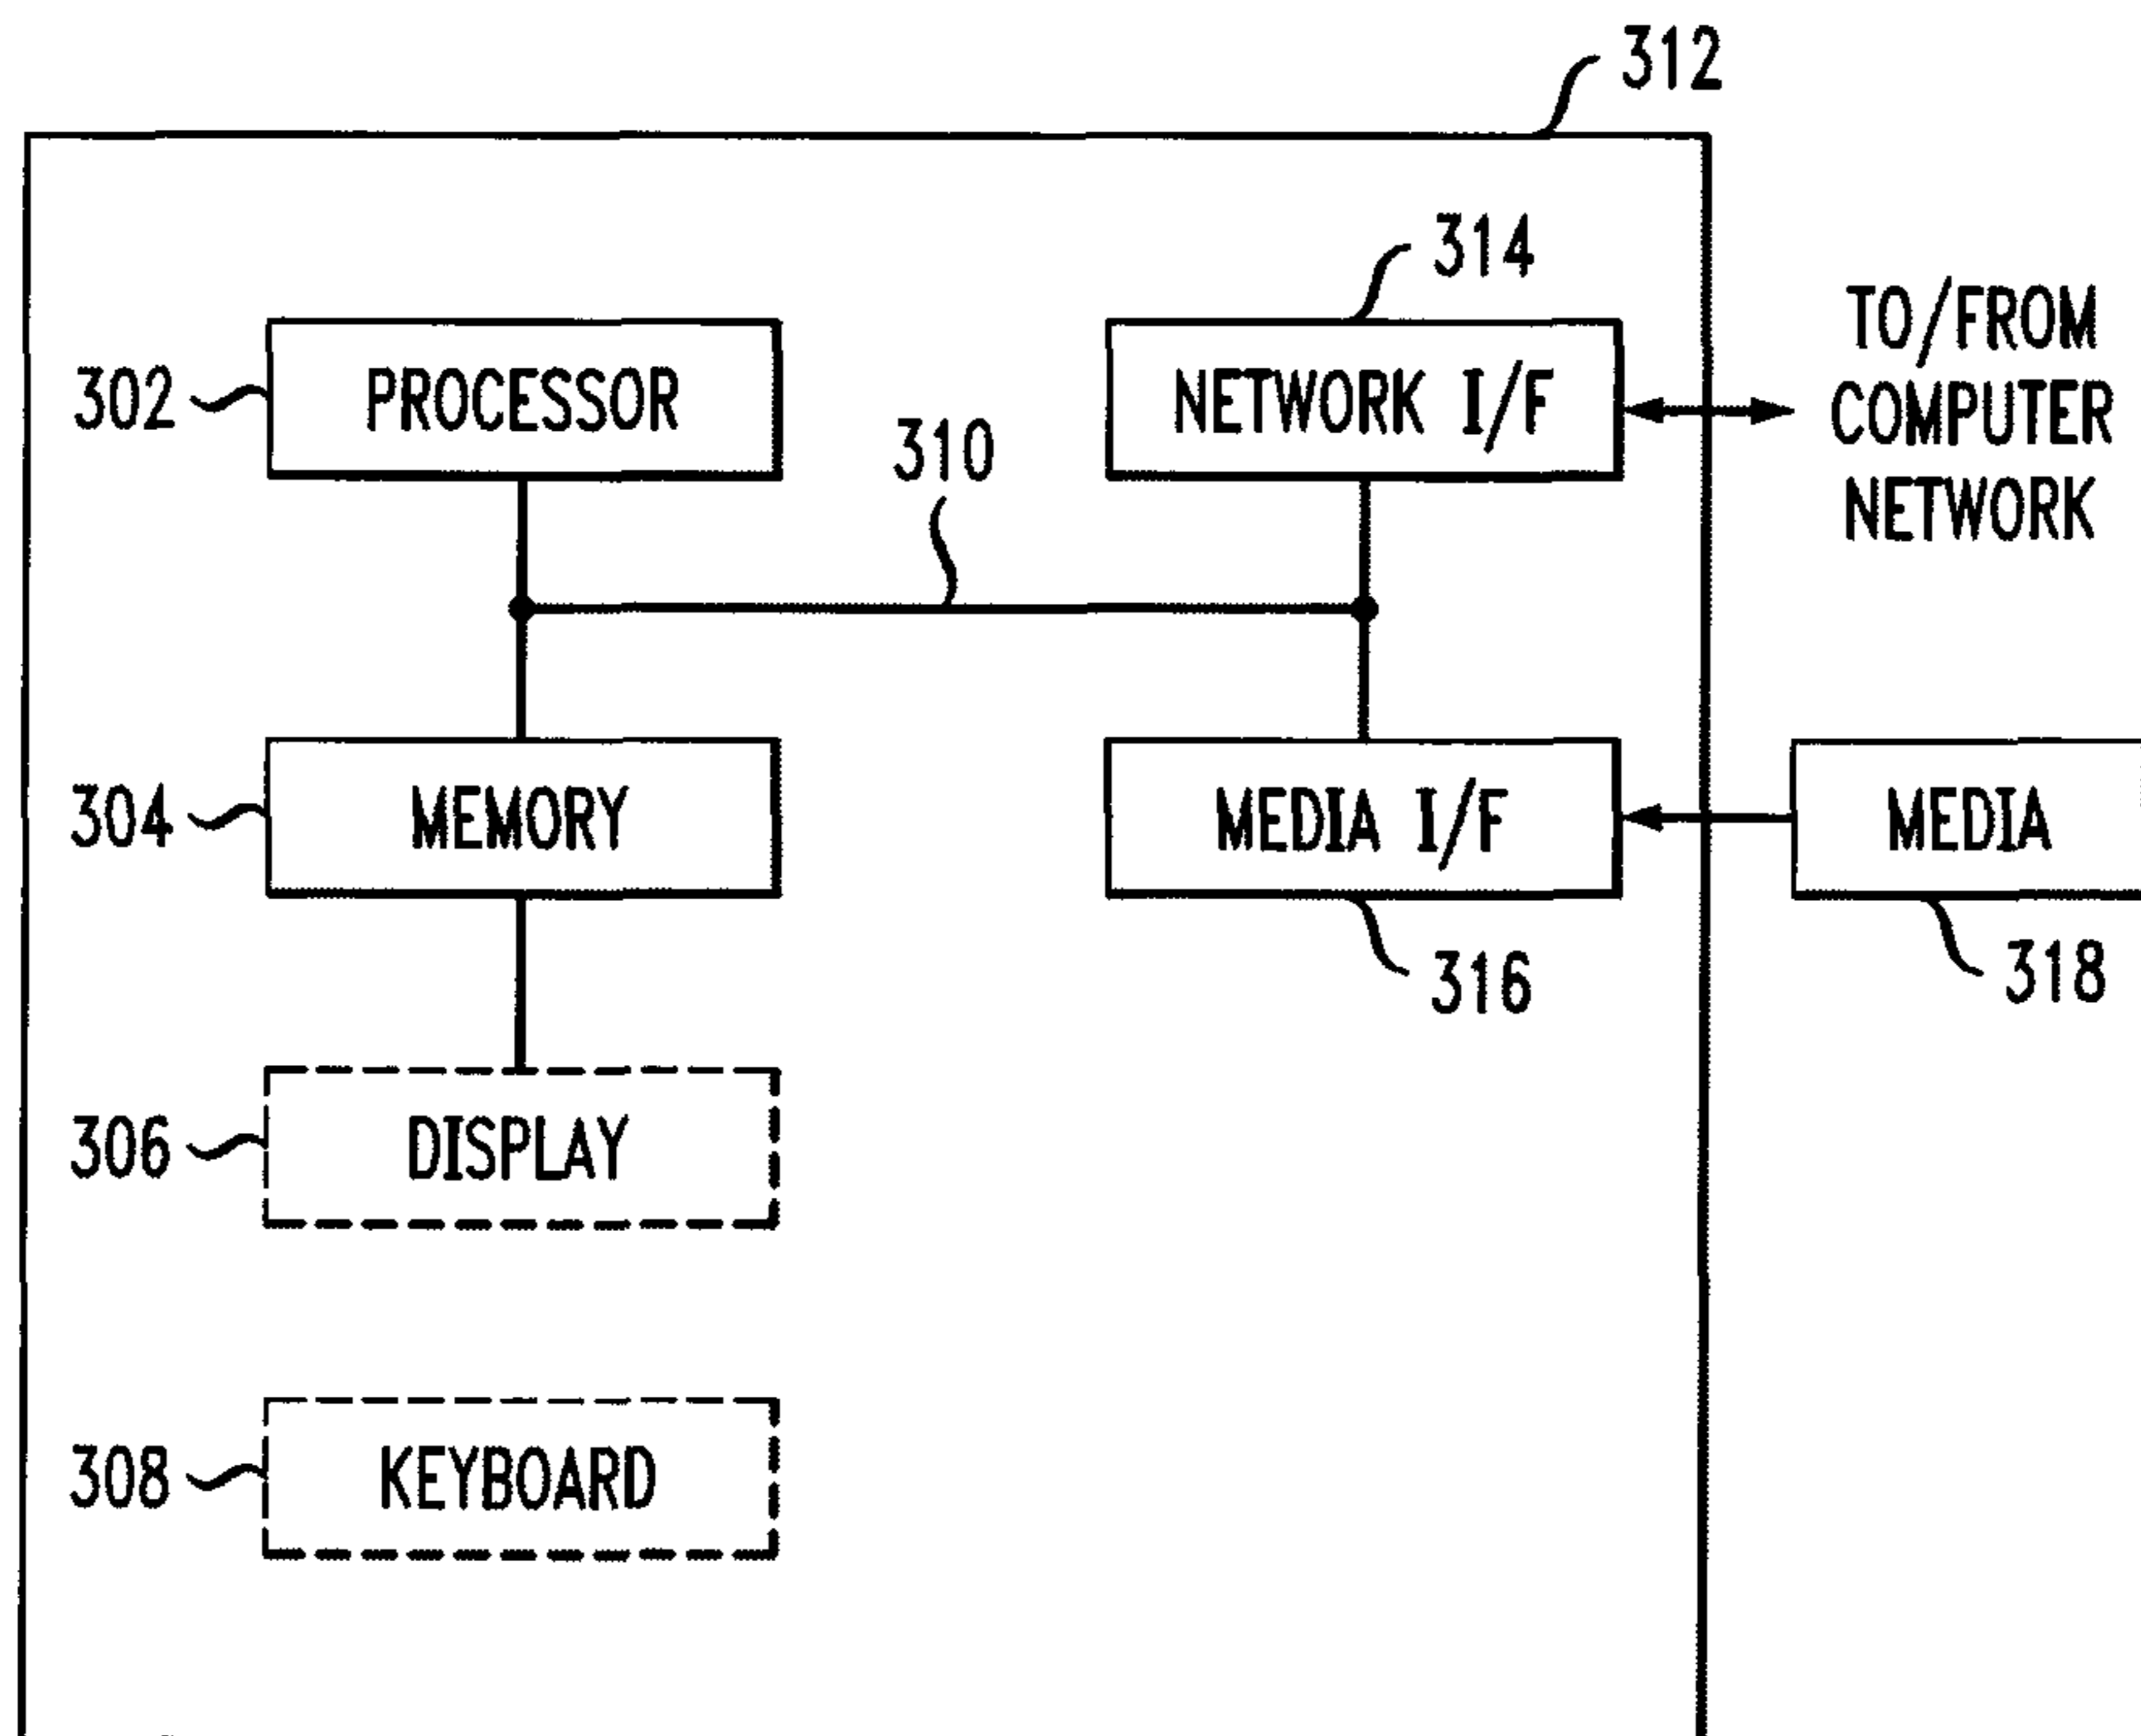 312
314
302
PROCESSOR
NETWORK I/F
TO/FROM
COMPUTER
NETWORK
310
304
MEMORY
MEDIA I/F
MEDIA
316
318
306
DISPLAY
308
KEYBOARD